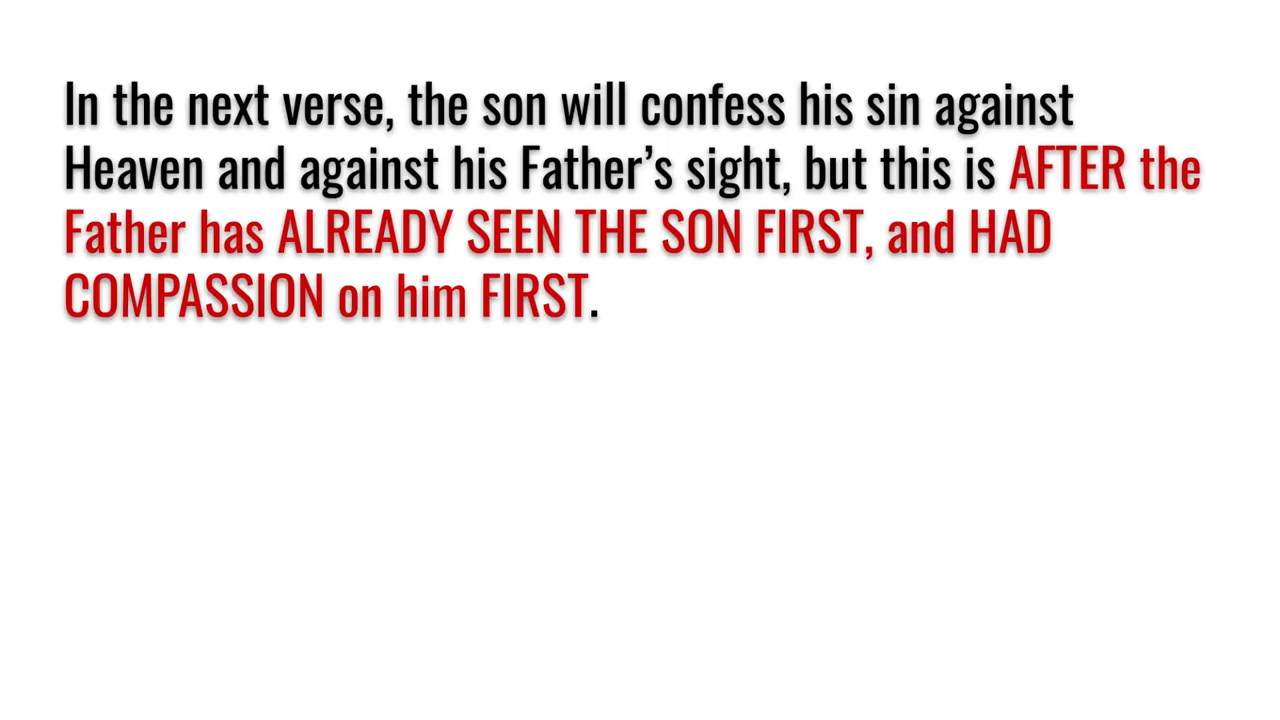 In the next verse, the son will confess his sin against
Heaven and against his Father’s sight, but this is AFTER the
Father has ALREADY SEEN THE SON FIRST, and HAD
COMPASSION on him FIRST.